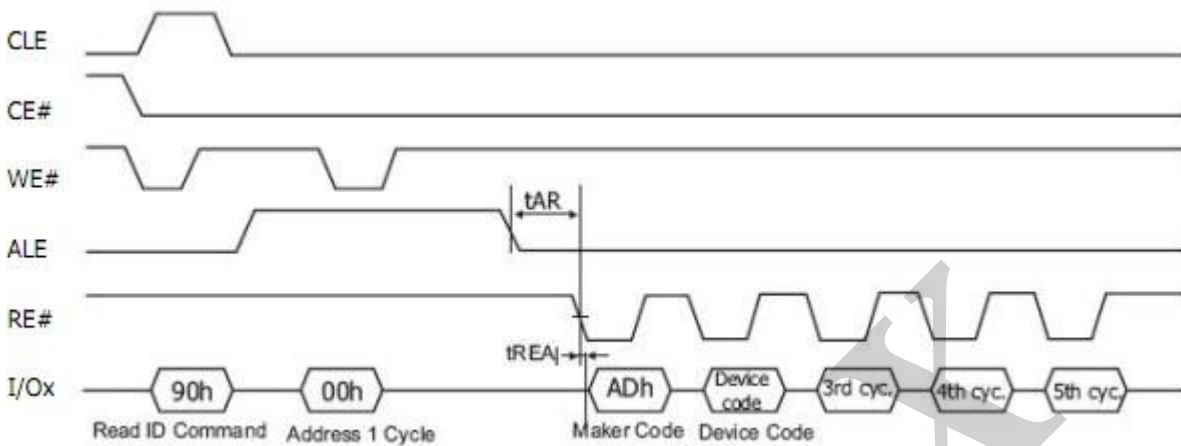 CLE
CE#
WE#
tAR
ALE
RE#
tREA
I/Ox 90h 00h ADh Device code 3rd cyc. 4th cyc. 5th cyc.
Read ID Command Address 1 Cycle Maker Code Device Code